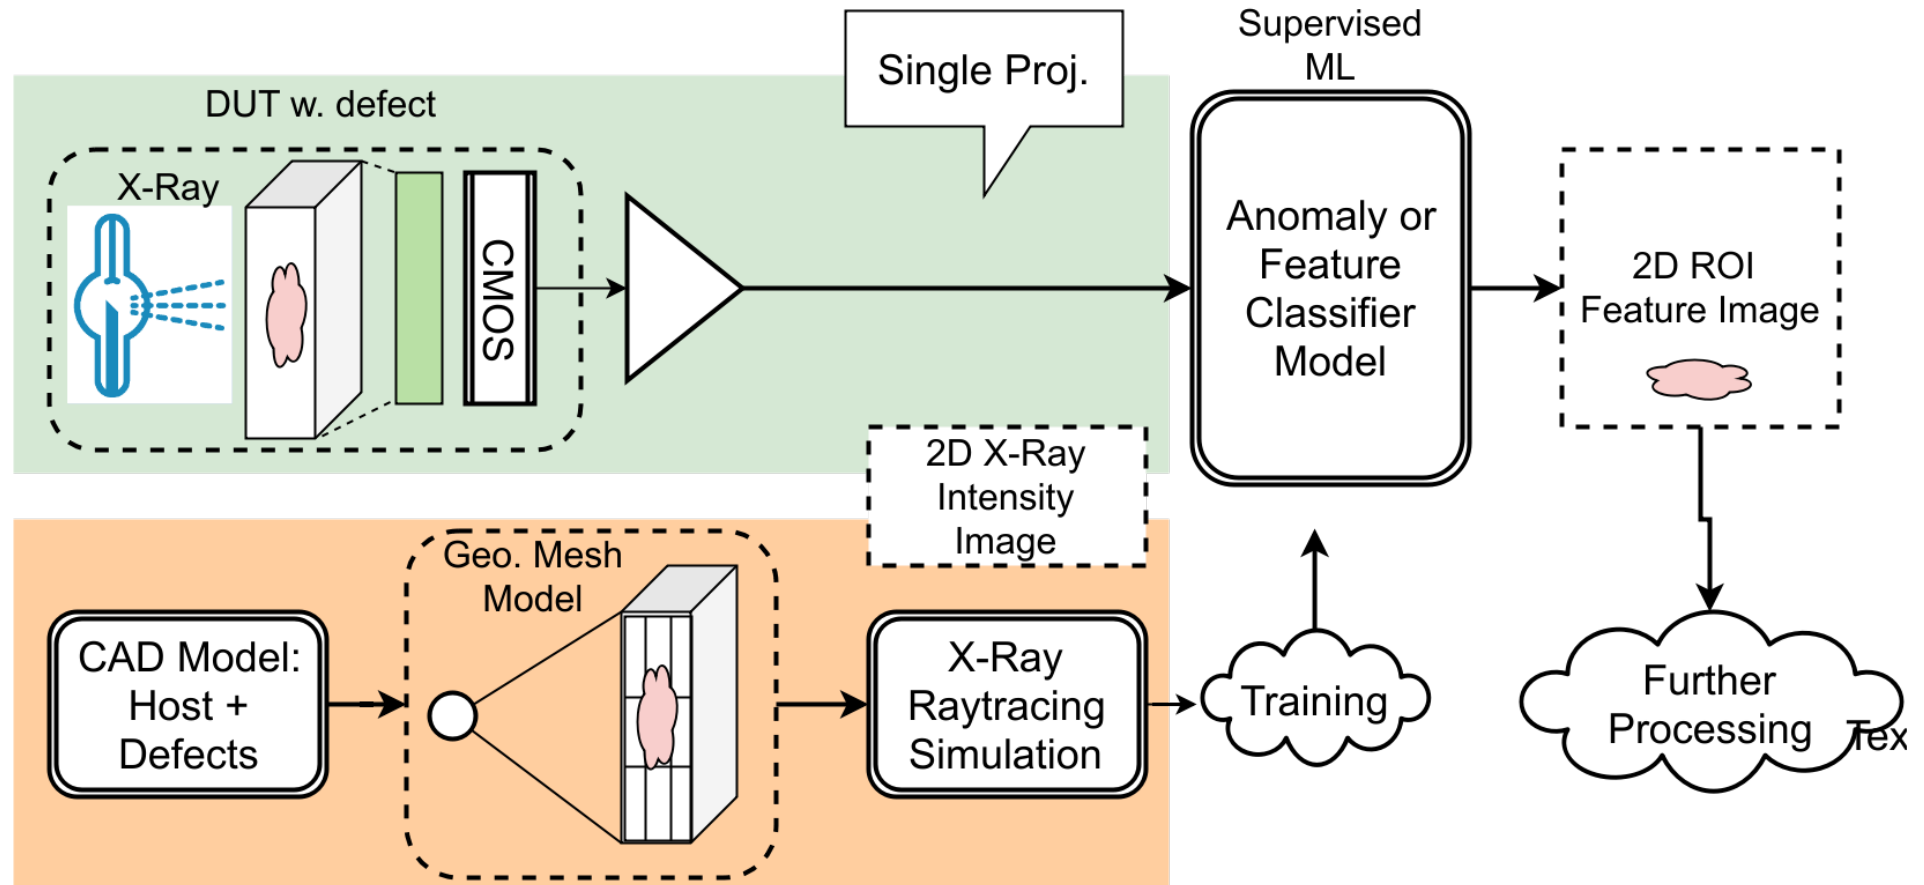 Supervised
ML
Single Proj.
DUT w. defect
X-Ray
CMOS
Anomaly or
Feature
Classifier
Model
2D ROI
Feature Image
2D X-Ray
Intensity
Image
Geo. Mesh
Model
CAD Model:
Host +
Defects
X-Ray
Raytracing
Simulation
Training
Further
Processing
Tex